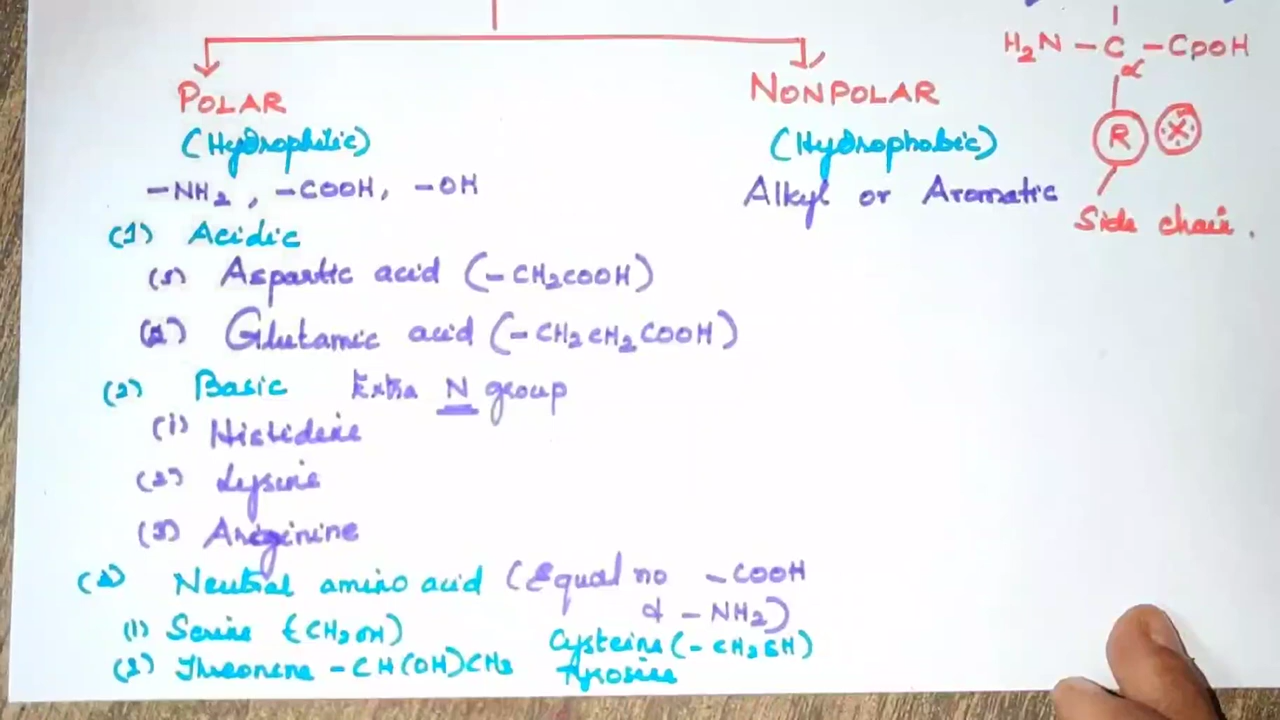 H₂N – C – COOH
α
R
Side chain.
POLAR
(Hydrophilic)
–NH₂, –COOH, –OH
NONPOLAR
(Hydrophobic)
Alkyl or Aromatic
(1) Acidic
(1) Aspartic acid (–CH₂COOH)
(2) Glutamic acid (–CH₂CH₂COOH)
(2) Basic Extra N group
(1) Histidine
(2) Lysine
(3) Arginine
Neutral amino acid (Equal no –COOH
& –NH₂)
(1) Serine (CH₂OH)
Cysteine (–CH₂SH)
(2) Threonine –CH(OH)CH₃
Tyrosine